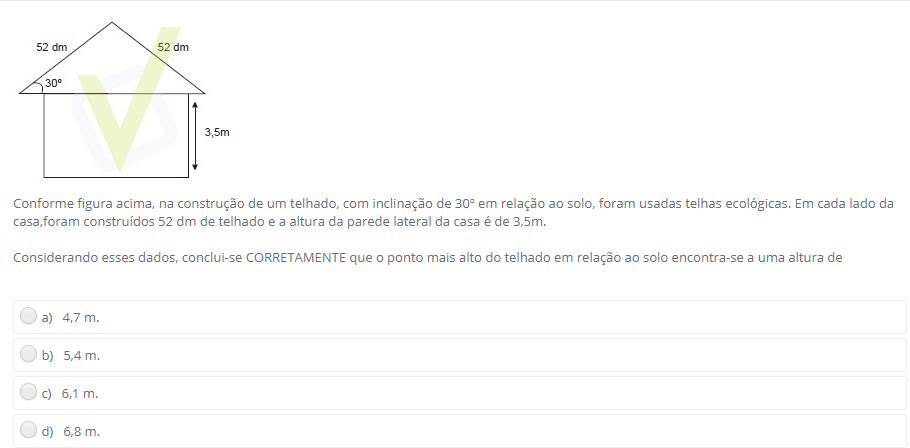 52 dm 52 dm
30º
3,5m
Conforme figura acima, na construção de um telhado, com inclinação de 30º em relação ao solo, foram usadas telhas ecológicas. Em cada lado da
casa,foram construídos 52 dm de telhado e a altura da parede lateral da casa é de 3,5m.
Considerando esses dados, conclui-se CORRETAMENTE que o ponto mais alto do telhado em relação ao solo encontra-se a uma altura de
a) 4,7 m.
b) 5,4 m.
c) 6,1 m.
d) 6,8 m.